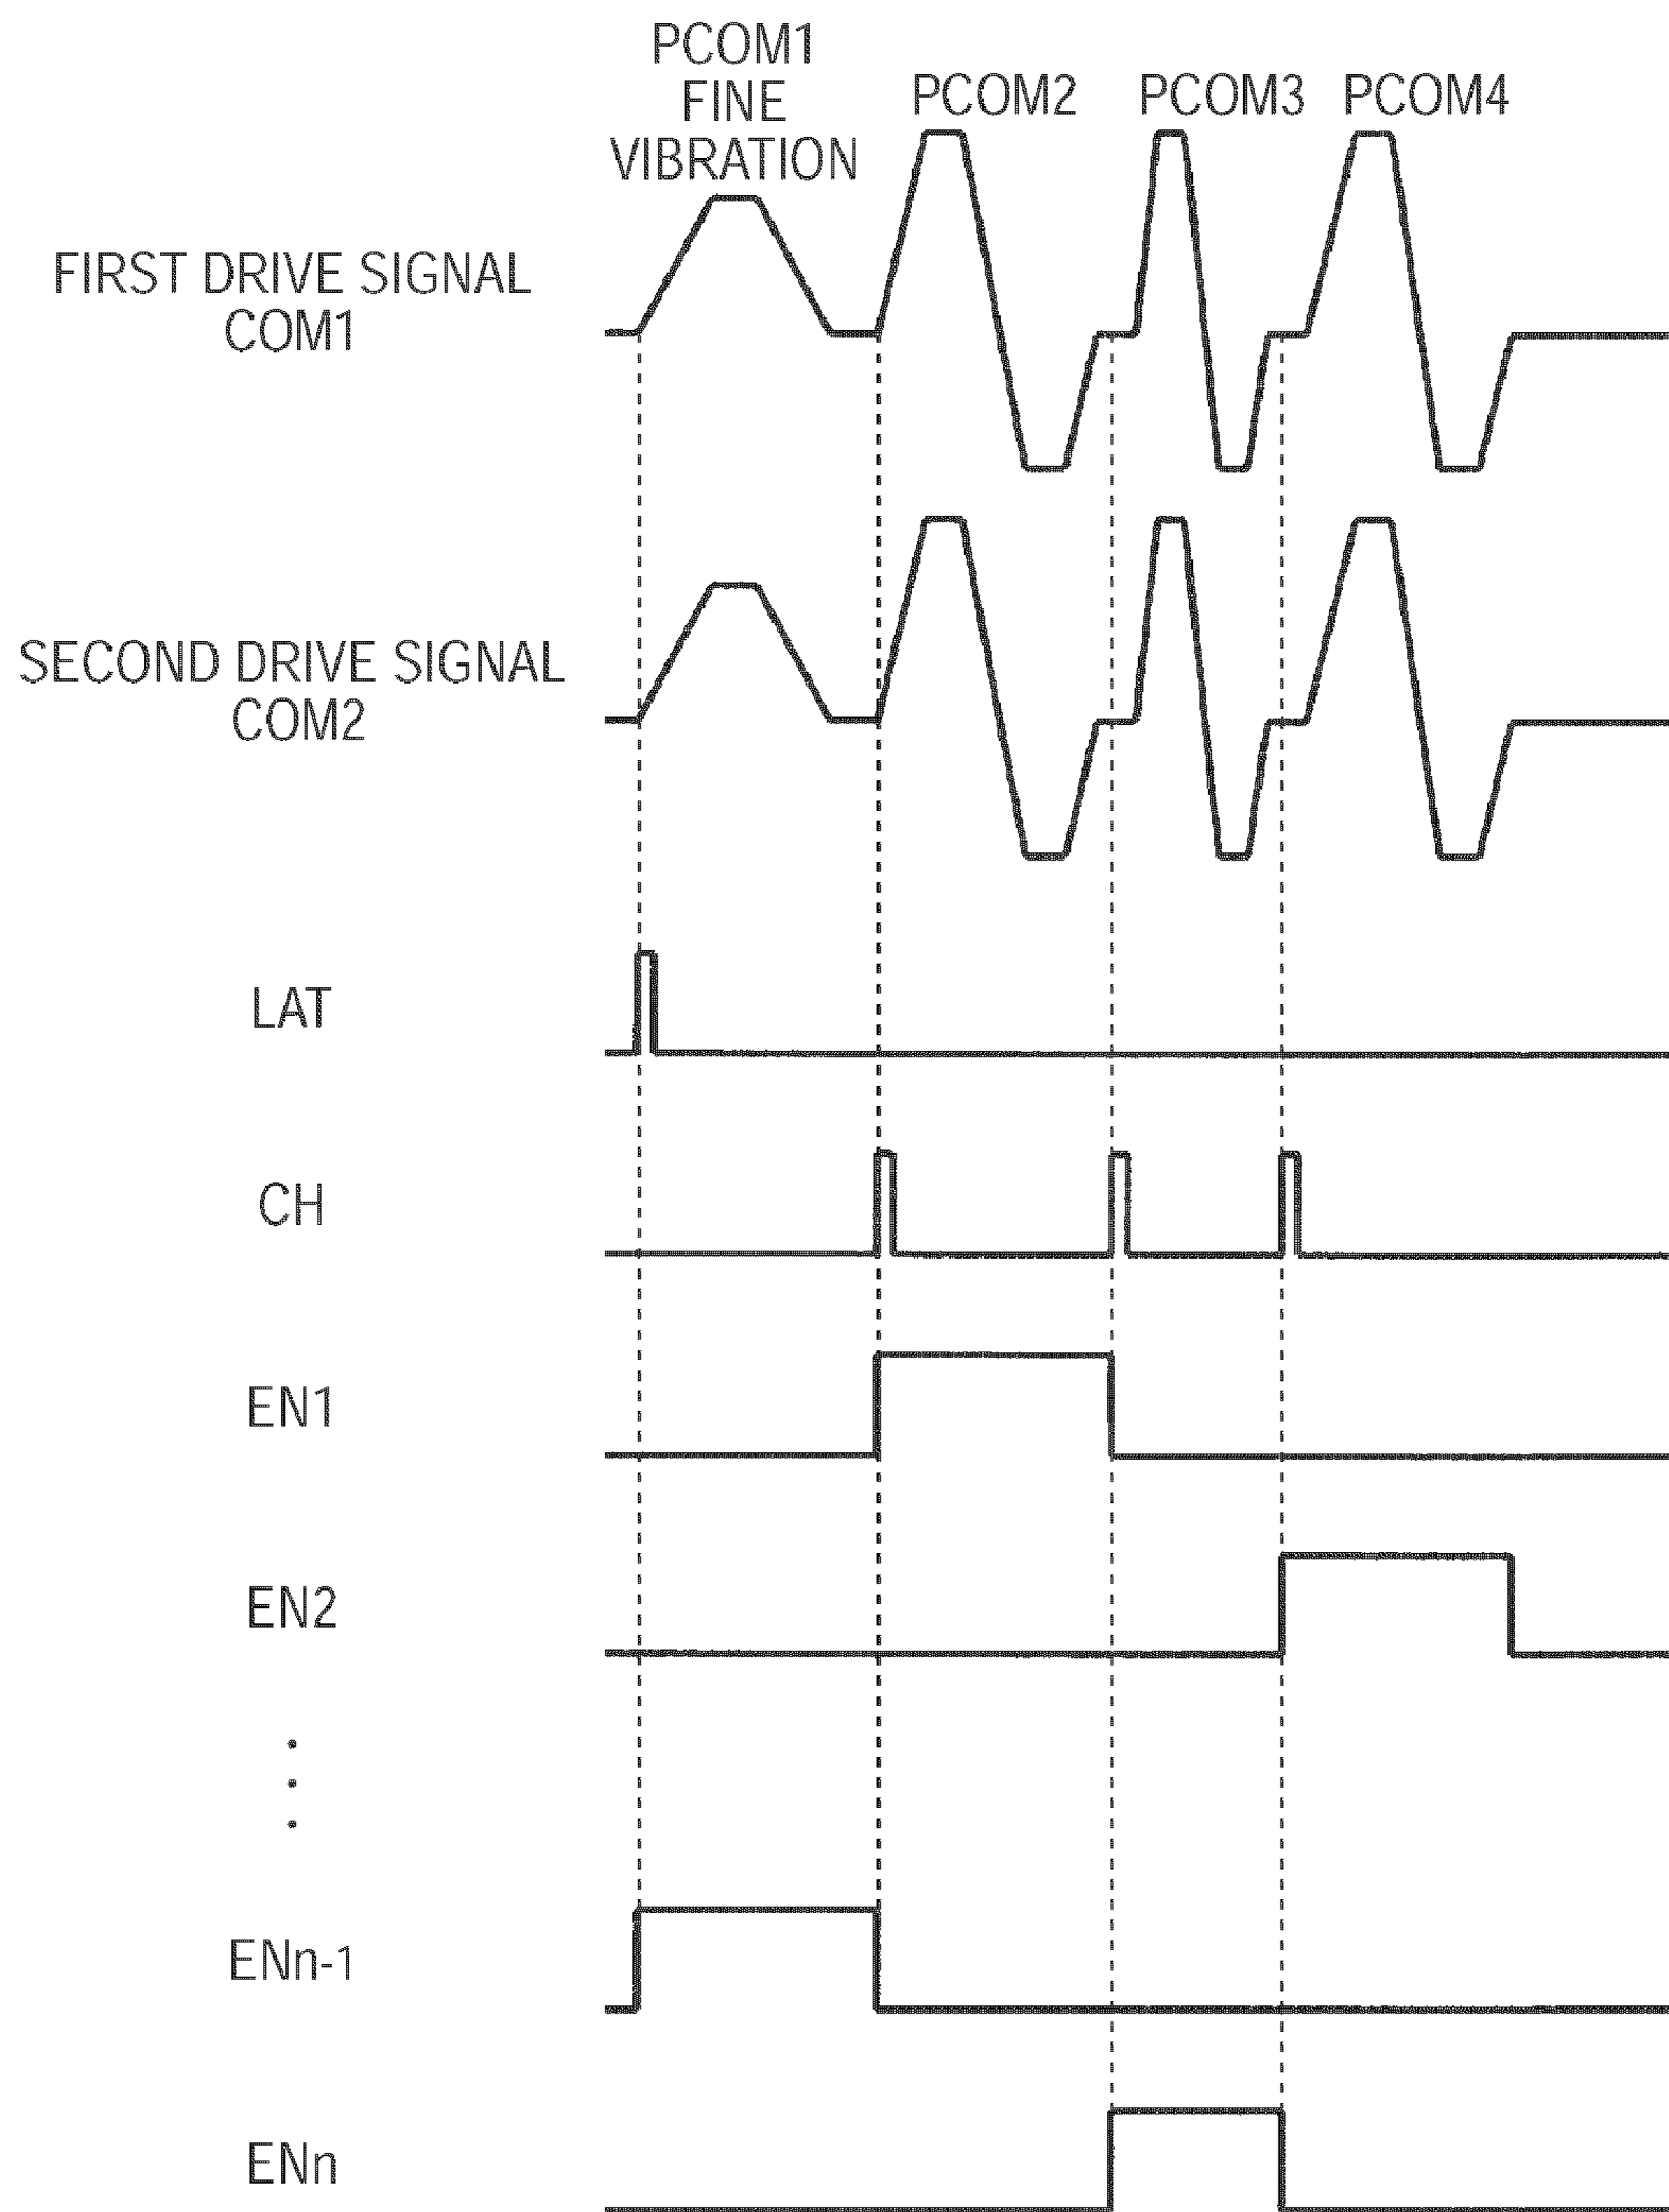 PCOM1
FINE
VIBRATION
PCOM2
PCOM3
PCOM4
FIRST DRIVE SIGNAL
COM1
SECOND DRIVE SIGNAL
COM2
LAT
CH
EN1
EN2
ENn-1
ENn